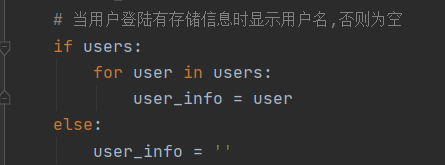 # 当用户登陆有存储信息时显示用户名,否则为空
if users:
    for user in users:
        user_info = user
else:
    user_info = ''